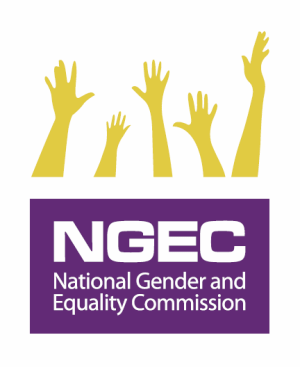 NGEC
National Gender and
Equality Commission